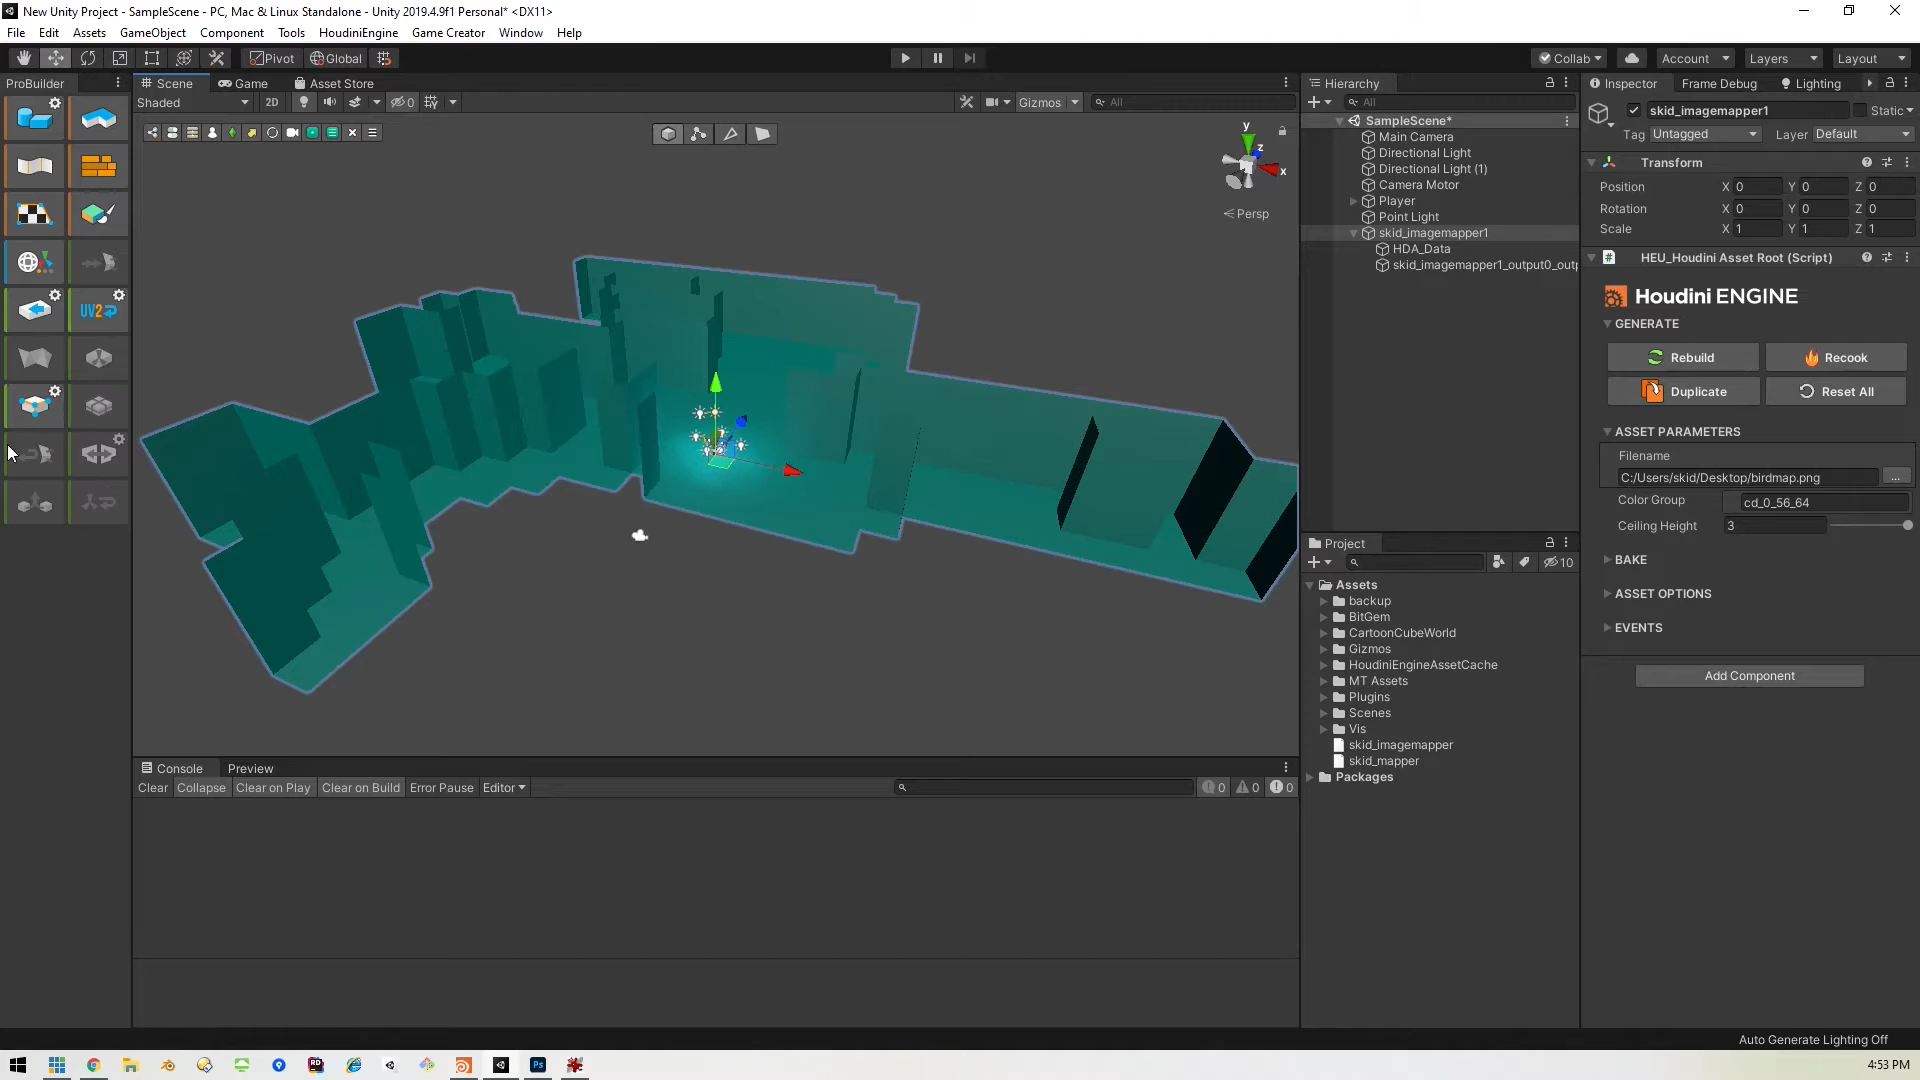 New Unity Project - SampleScene - PC, Mac & Linux Standalone - Unity 2019.4.9f1 Personal* <DX11>
File Edit Assets GameObject Component Tools HoudiniEngine Game Creator Window Help
Pivot Global Collab Account Layers Layout
ProBuilder
Scene Game Asset Store
Shaded 2D 0 Gizmos All
y
z
x
Persp
UV2
Hierarchy
All
SampleScene*
Main Camera
Directional Light
Directional Light (1)
Camera Motor
Player
Point Light
skid_imagemapper1
HDA_Data
skid_imagemapper1_output0_outp
Project
10
Assets
backup
BitGem
CartoonCubeWorld
Gizmos
HoudiniEngineAssetCache
MT Assets
Plugins
Scenes
Vis
skid_imagemapper
skid_mapper
Packages
Inspector Frame Debug Lighting
skid_imagemapper1 Static
Tag Untagged Layer Default
Transform
Position X 0 Y 0 Z 0
Rotation X 0 Y 0 Z 0
Scale X 1 Y 1 Z 1
# HEU_Houdini Asset Root (Script)
Houdini ENGINE
GENERATE
Rebuild Recook
Duplicate Reset All
ASSET PARAMETERS
Filename
C:/Users/skid/Desktop/birdmap.png ...
Color Group cd_0_56_64
Ceiling Height 3
BAKE
ASSET OPTIONS
EVENTS
Add Component
Console Preview
Clear Collapse Clear on Play Clear on Build Error Pause Editor 0 0 0
Auto Generate Lighting Off
RD
Ps
4:53 PM